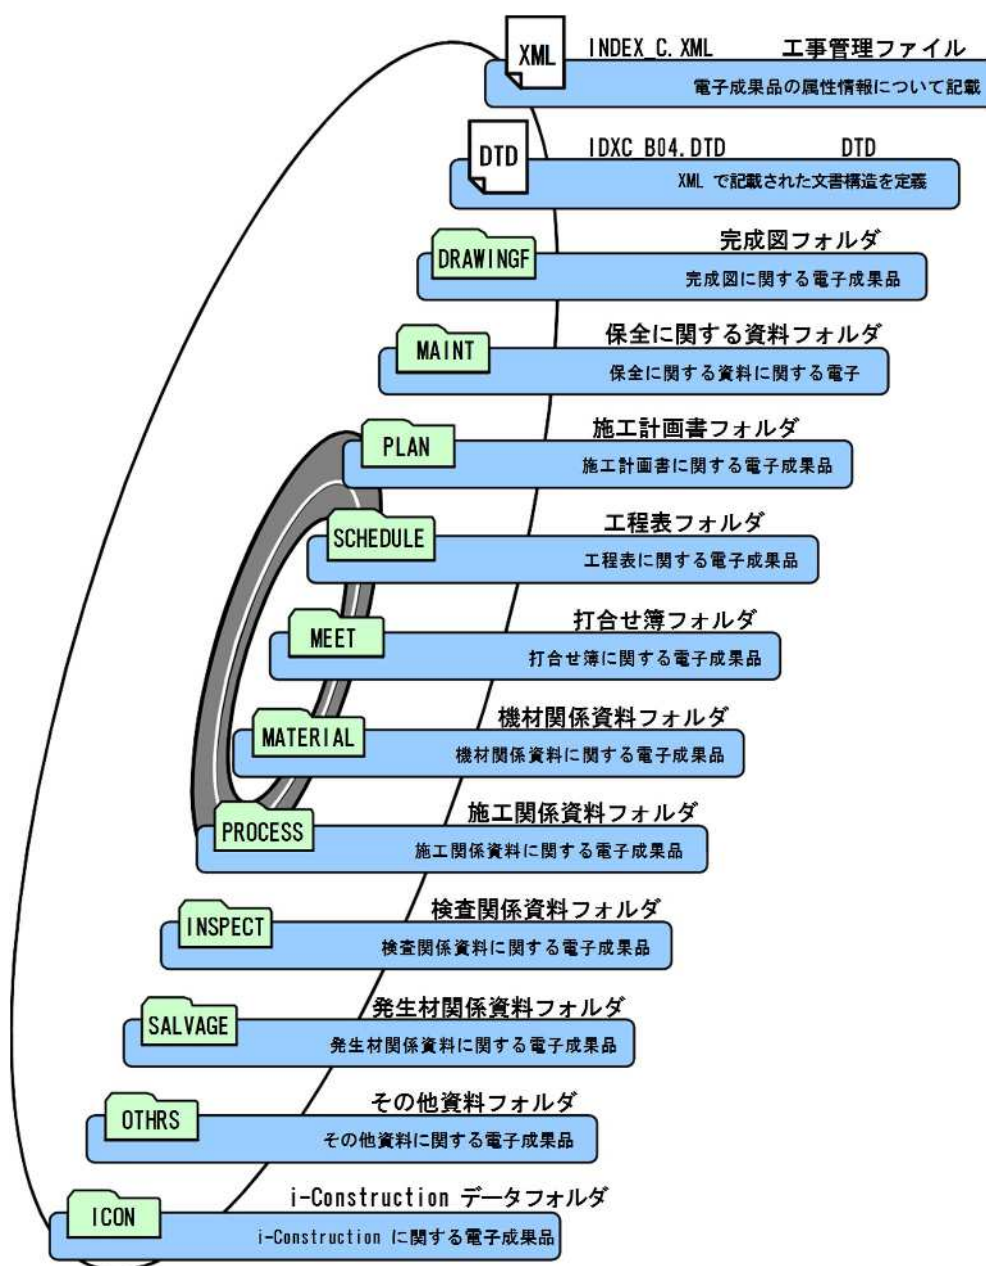 XML INDEX_C.XML 工事管理ファイル
電子成果品の属性情報について記載
DTD IDXC_B04.DTD DTD
XML で記載された文書構造を定義
完成図フォルダ
DRAWINGF 完成図に関する電子成果品
保全に関する資料フォルダ
MAINT 保全に関する資料に関する電子
施工計画書フォルダ
PLAN 施工計画書に関する電子成果品
工程表フォルダ
SCHEDULE 工程表に関する電子成果品
打合せ簿フォルダ
MEET 打合せ簿に関する電子成果品
機材関係資料フォルダ
MATERIAL 機材関係資料に関する電子成果品
施工関係資料フォルダ
PROCESS 施工関係資料に関する電子成果品
検査関係資料フォルダ
INSPECT 検査関係資料に関する電子成果品
発生材関係資料フォルダ
SALVAGE 発生材関係資料に関する電子成果品
その他資料フォルダ
OTHRS その他資料に関する電子成果品
i-Construction データフォルダ
ICON i-Construction に関する電子成果品